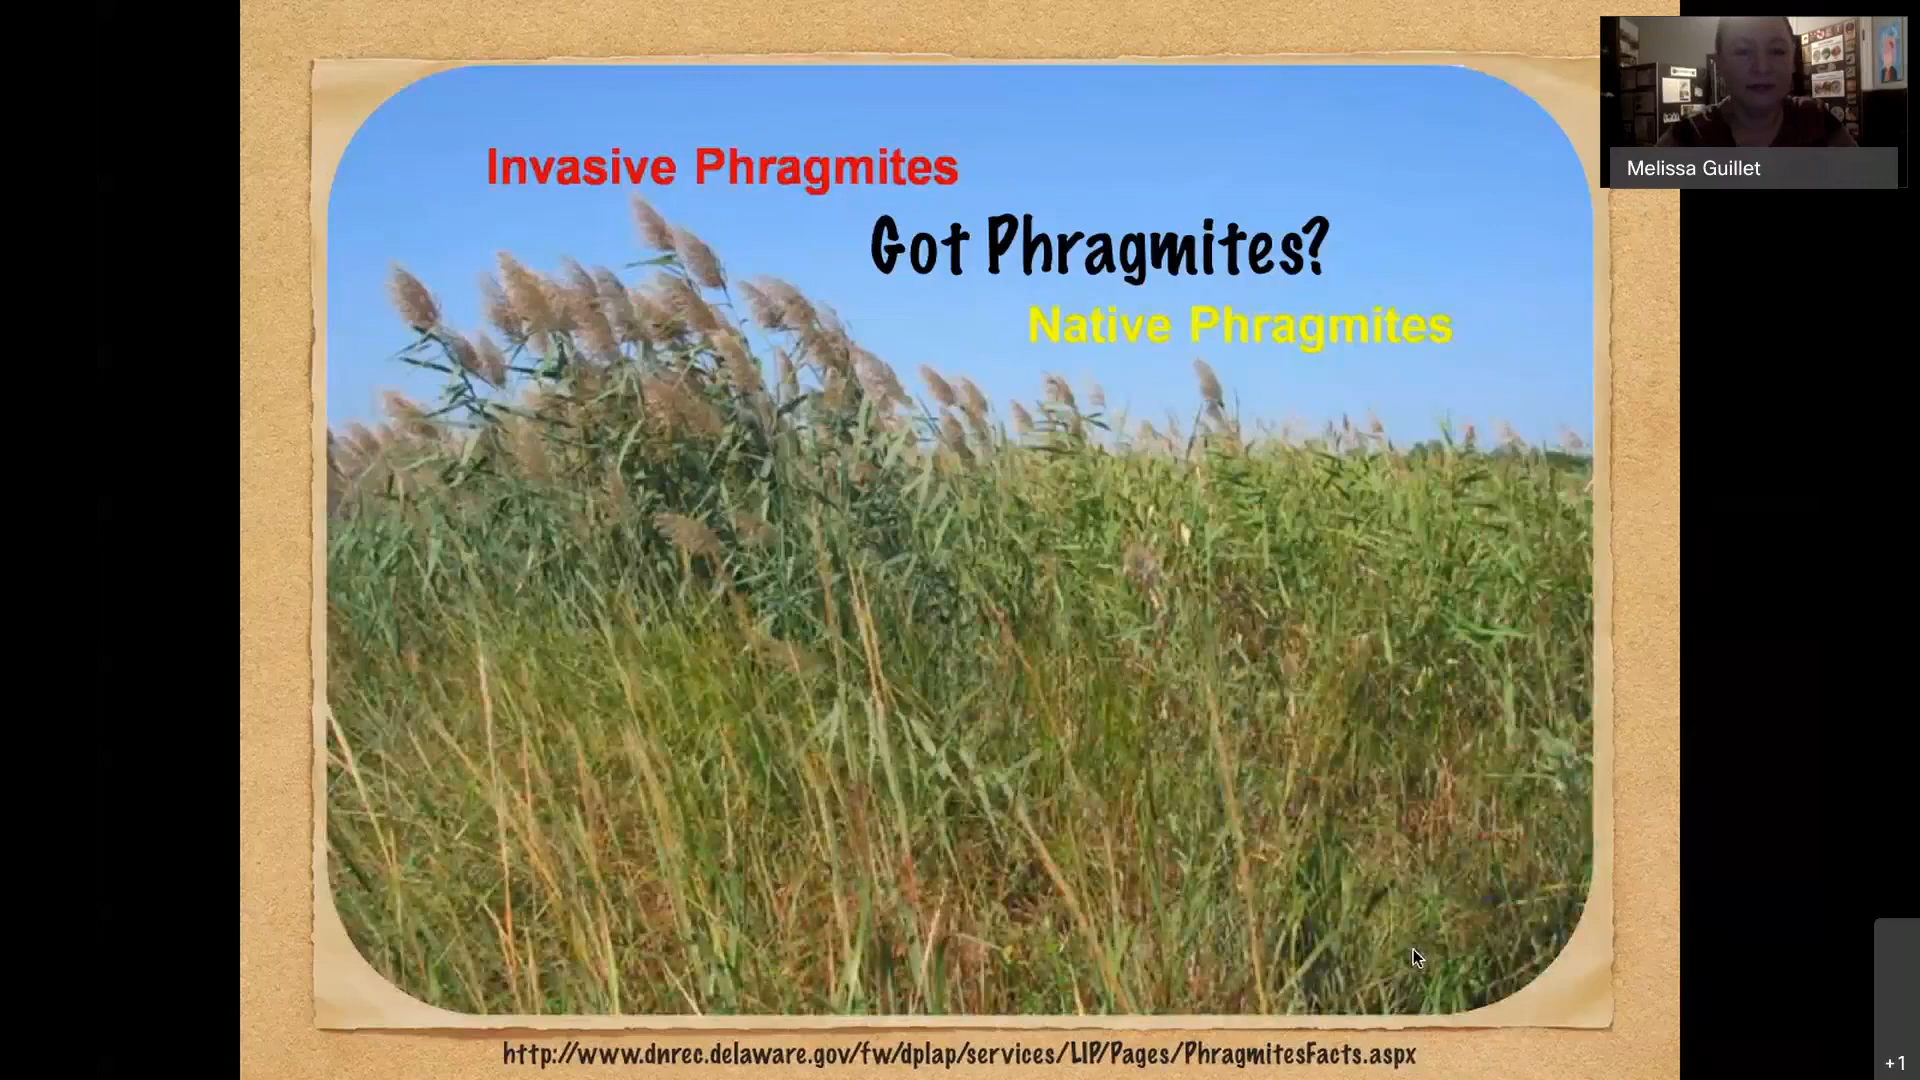 Invasive Phragmites
Got Phragmites?
Native Phragmites
http://www.dnrec.delaware.gov/fw/dplap/services/LIP/Pages/PhragmitesFacts.aspx
Melissa Guillet
+1